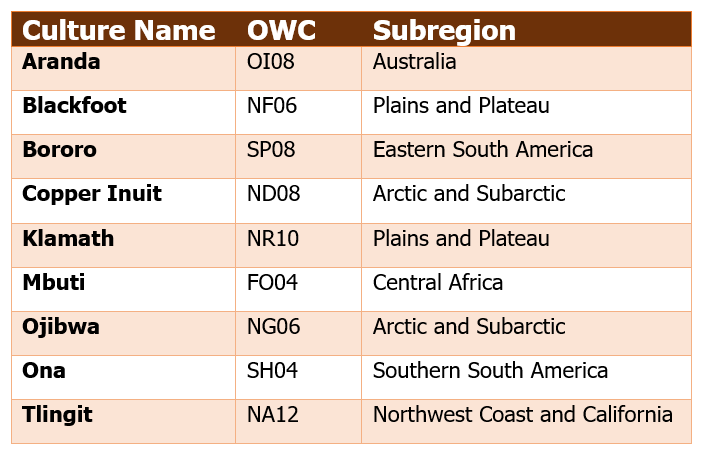 Culture Name OWC Subregion
Aranda OI08 Australia
Blackfoot NF06 Plains and Plateau
Bororo SP08 Eastern South America
Copper Inuit ND08 Arctic and Subarctic
Klamath NR10 Plains and Plateau
Mbuti FO04 Central Africa
Ojibwa NG06 Arctic and Subarctic
Ona SH04 Southern South America
Tlingit NA12 Northwest Coast and California